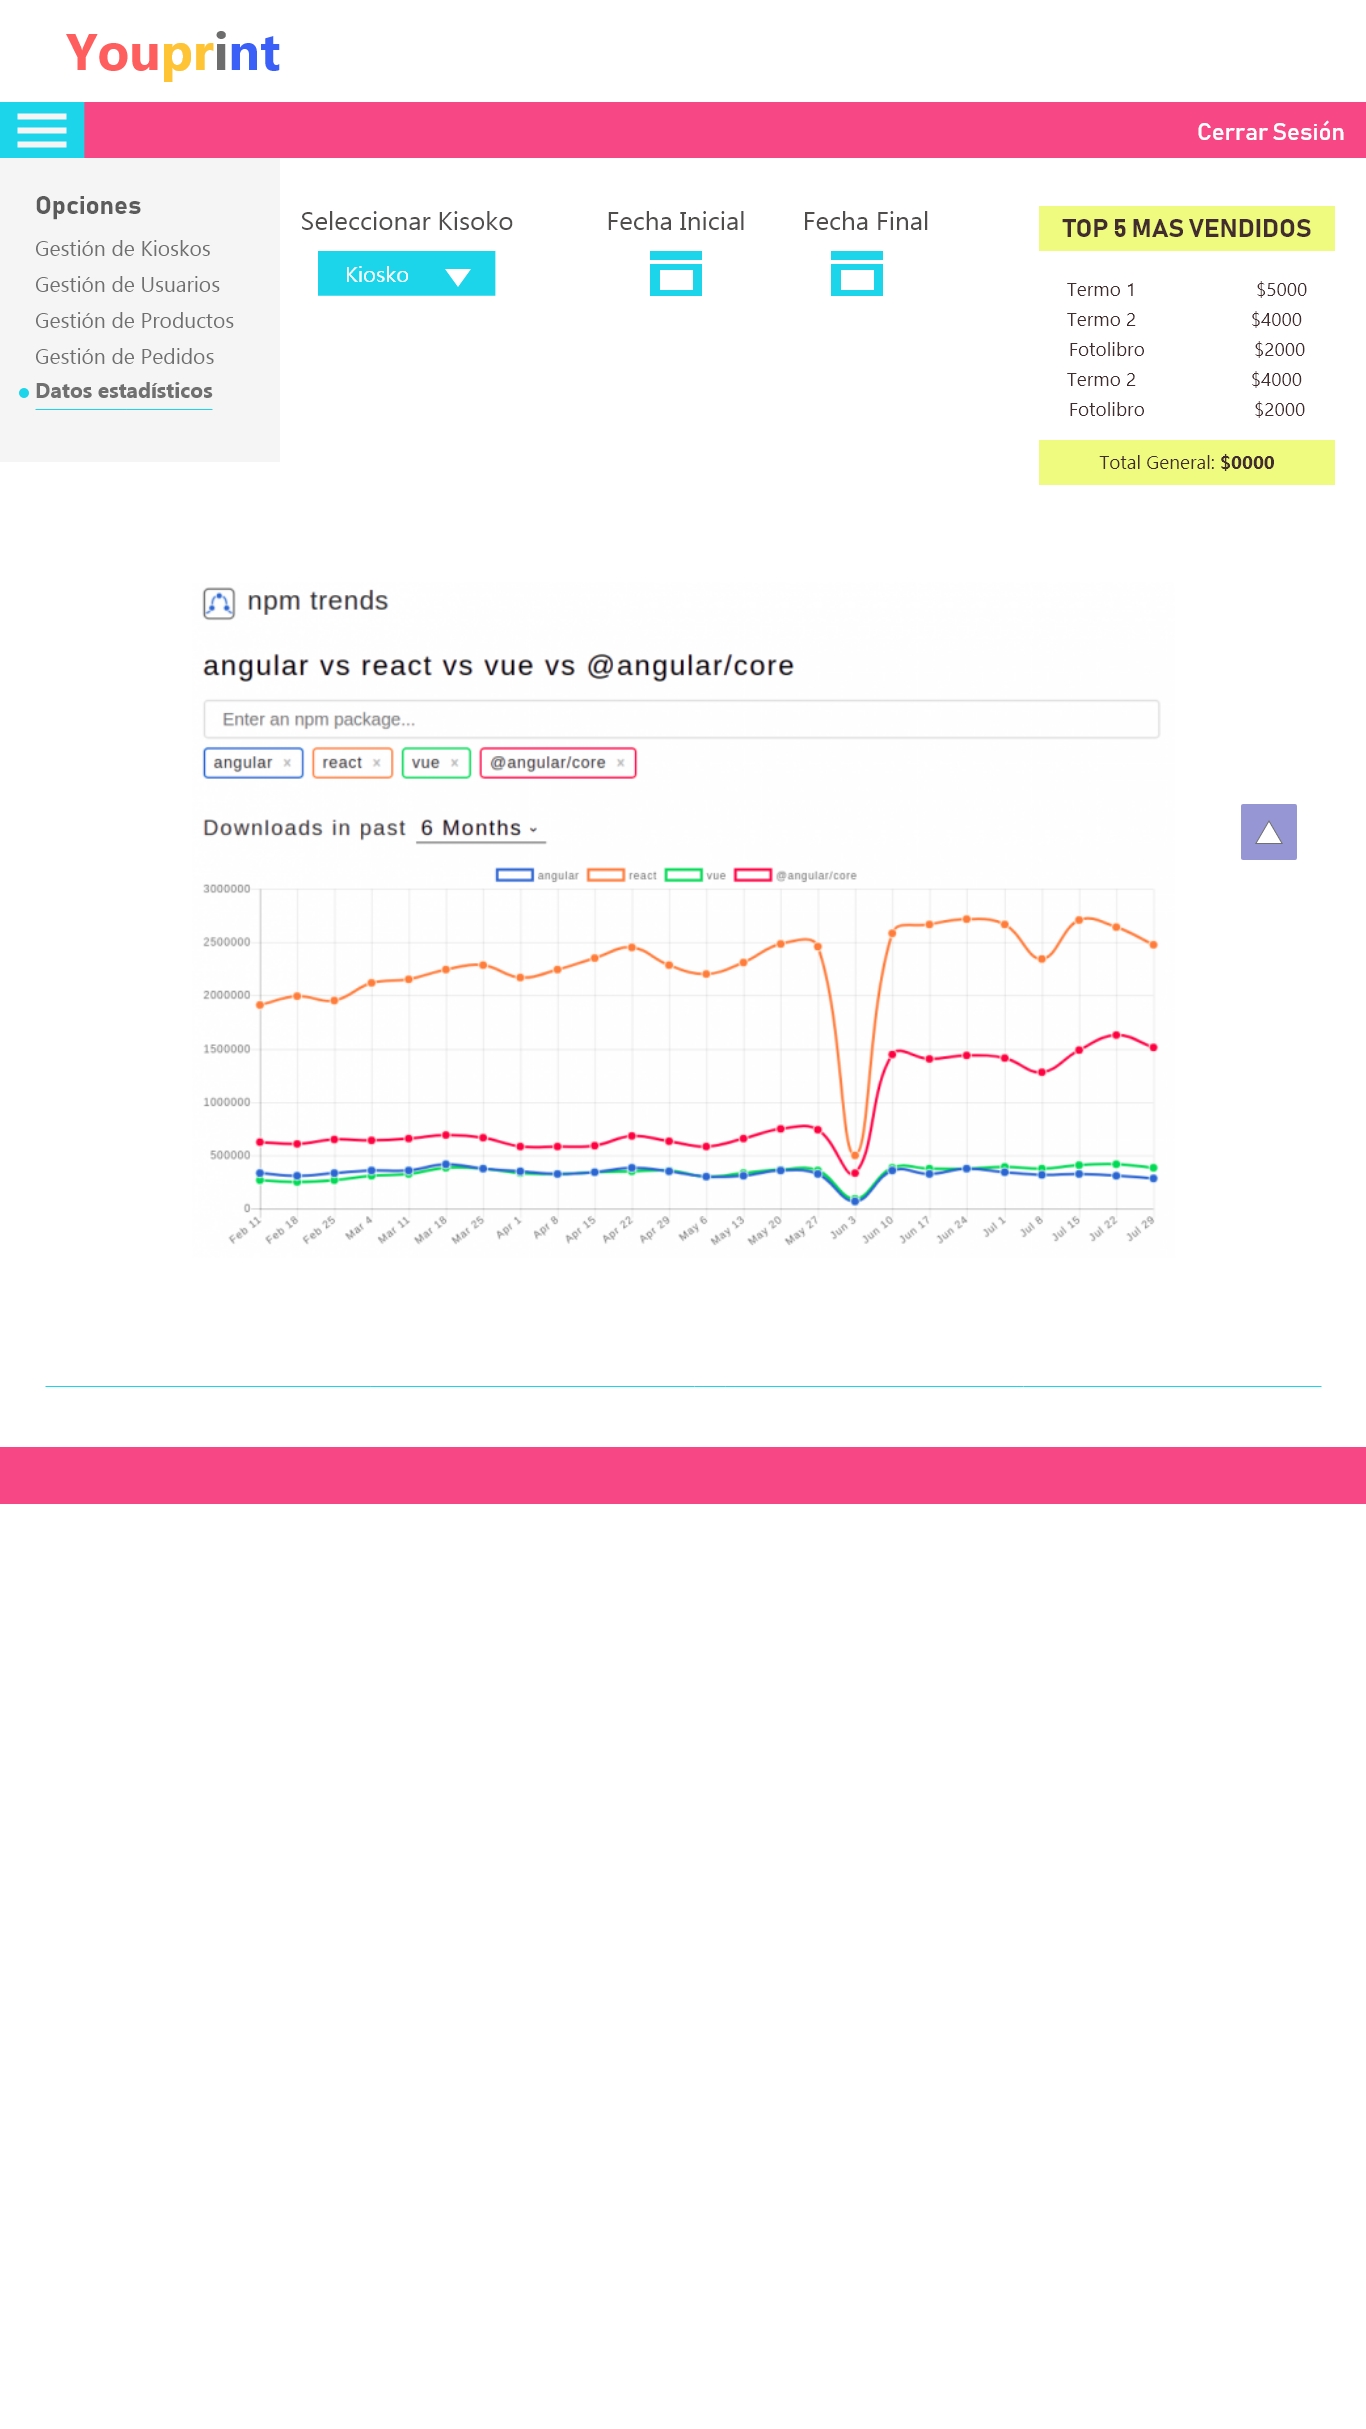 Youprint
Cerrar Sesión
Opciones
Gestión de Kioskos
Gestión de Usuarios
Gestión de Productos
Gestión de Pedidos
Datos estadísticos
Seleccionar Kisoko
Kiosko
Fecha Inicial
Fecha Final
TOP 5 MAS VENDIDOS
Termo 1 $5000
Termo 2 $4000
Fotolibro $2000
Termo 2 $4000
Fotolibro $2000
Total General: $0000
npm trends
angular vs react vs vue vs @angular/core
Enter an npm package...
angular × react × vue × @angular/core ×
Downloads in past 6 Months
angular react vue @angular/core
3000000
2500000
2000000
1500000
1000000
500000
0
Feb 11 Feb 18 Feb 25 Mar 4 Mar 11 Mar 18 Mar 25 Apr 1 Apr 8 Apr 15 Apr 22 Apr 29 May 6 May 13 May 20 May 27 Jun 3 Jun 10 Jun 17 Jun 24 Jul 1 Jul 8 Jul 15 Jul 22 Jul 29